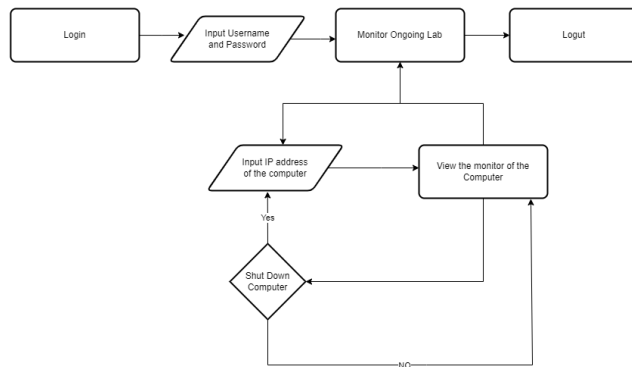 Login
Input Username
and Password
Monitor Ongoing Lab
Logut
Input IP address
of the computer
View the monitor of the
Computer
Yes
Shut Down
Computer
NO